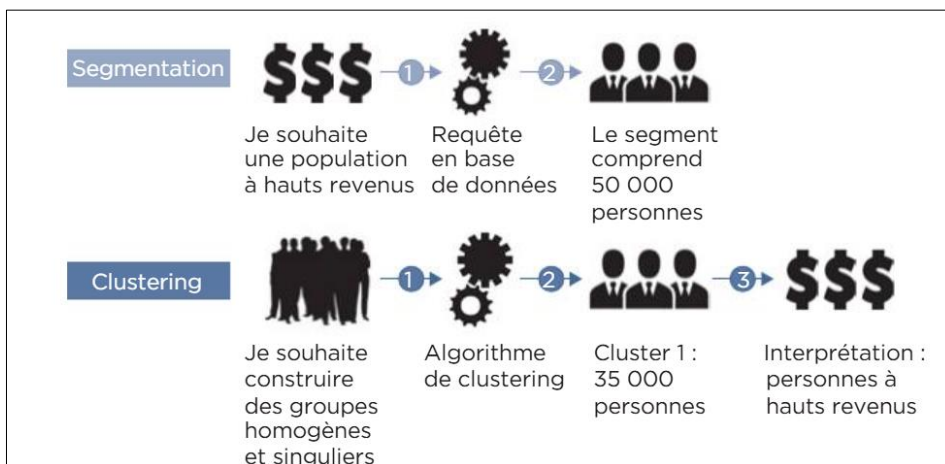 Segmentation
$$$
1
2
Je souhaite
une population
à hauts revenus
Requête
en base
de données
Le segment
comprend
50 000
personnes
Clustering
1
2
3
$$$
Je souhaite
construire
des groupes
homogènes
et singuliers
Algorithme
de clustering
Cluster 1 :
35 000
personnes
Interprétation :
personnes à
hauts revenus